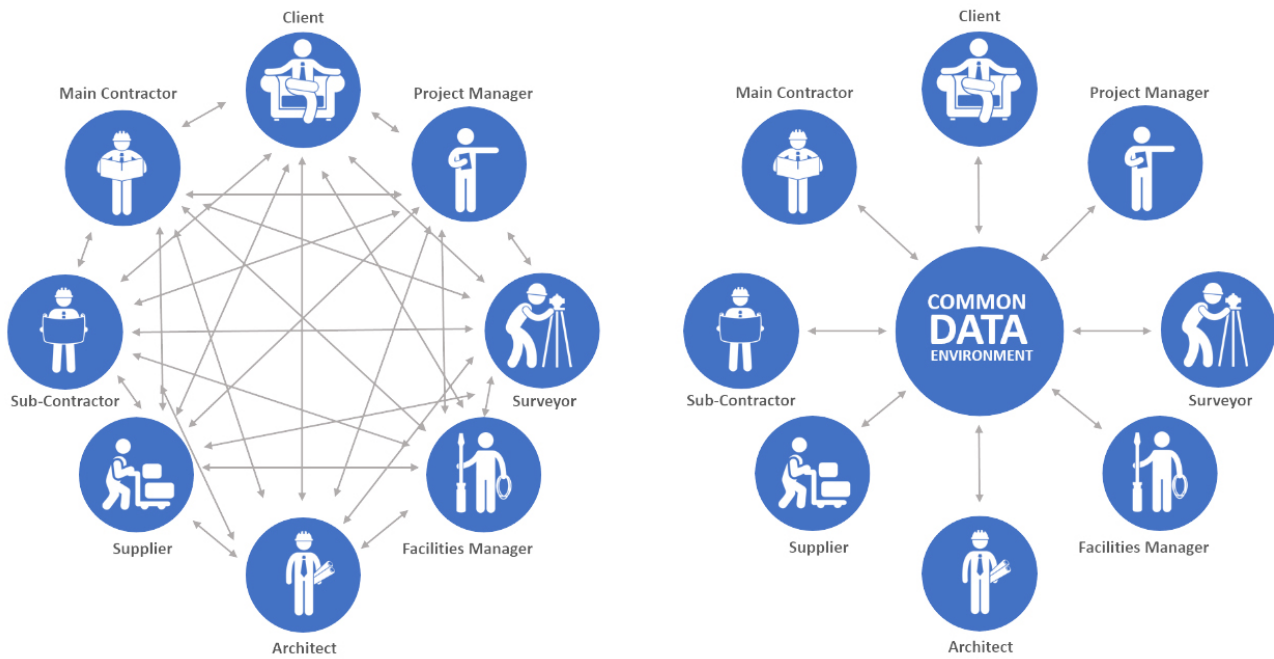 Client
Main Contractor
Project Manager
Sub-Contractor
Surveyor
Supplier
Facilities Manager
Architect
Client
Main Contractor
Project Manager
COMMON
DATA
ENVIRONMENT
Sub-Contractor
Surveyor
Supplier
Facilities Manager
Architect